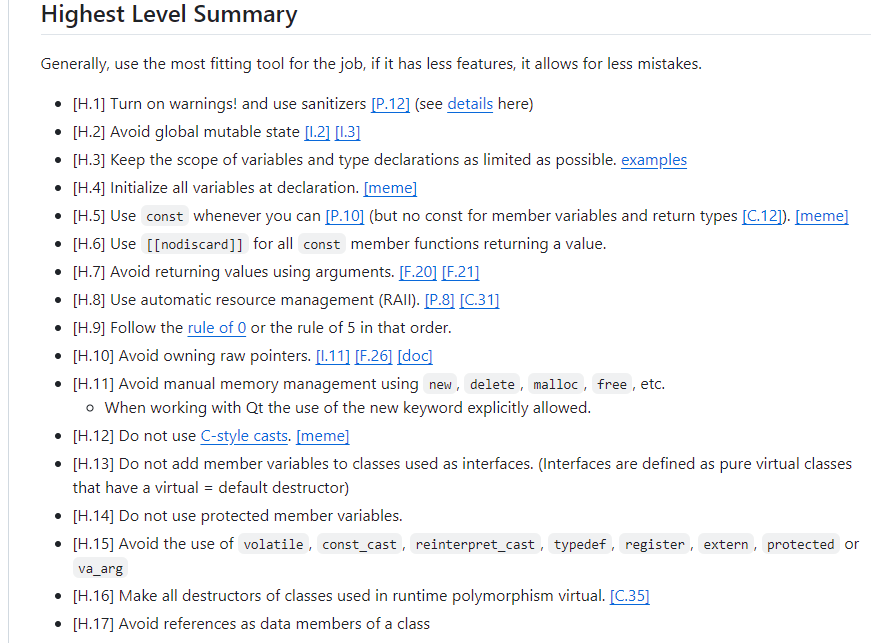 Highest Level Summary
Generally, use the most fitting tool for the job, if it has less features, it allows for less mistakes.
[H.1] Turn on warnings! and use sanitizers [P.12] (see details here)
[H.2] Avoid global mutable state [I.2] [I.3]
[H.3] Keep the scope of variables and type declarations as limited as possible. examples
[H.4] Initialize all variables at declaration. [meme]
[H.5] Use const whenever you can [P.10] (but no const for member variables and return types [C.12]). [meme]
[H.6] Use [[nodiscard]] for all const member functions returning a value.
[H.7] Avoid returning values using arguments. [F.20] [F.21]
[H.8] Use automatic resource management (RAII). [P.8] [C.31]
[H.9] Follow the rule of 0 or the rule of 5 in that order.
[H.10] Avoid owning raw pointers. [I.11] [F.26] [doc]
[H.11] Avoid manual memory management using new, delete, malloc, free, etc.
When working with Qt the use of the new keyword explicitly allowed.
[H.12] Do not use C-style casts. [meme]
[H.13] Do not add member variables to classes used as interfaces. (Interfaces are defined as pure virtual classes
that have a virtual = default destructor)
[H.14] Do not use protected member variables.
[H.15] Avoid the use of volatile, const_cast, reinterpret_cast, typedef, register, extern, protected or
va_arg
[H.16] Make all destructors of classes used in runtime polymorphism virtual. [C.35]
[H.17] Avoid references as data members of a class